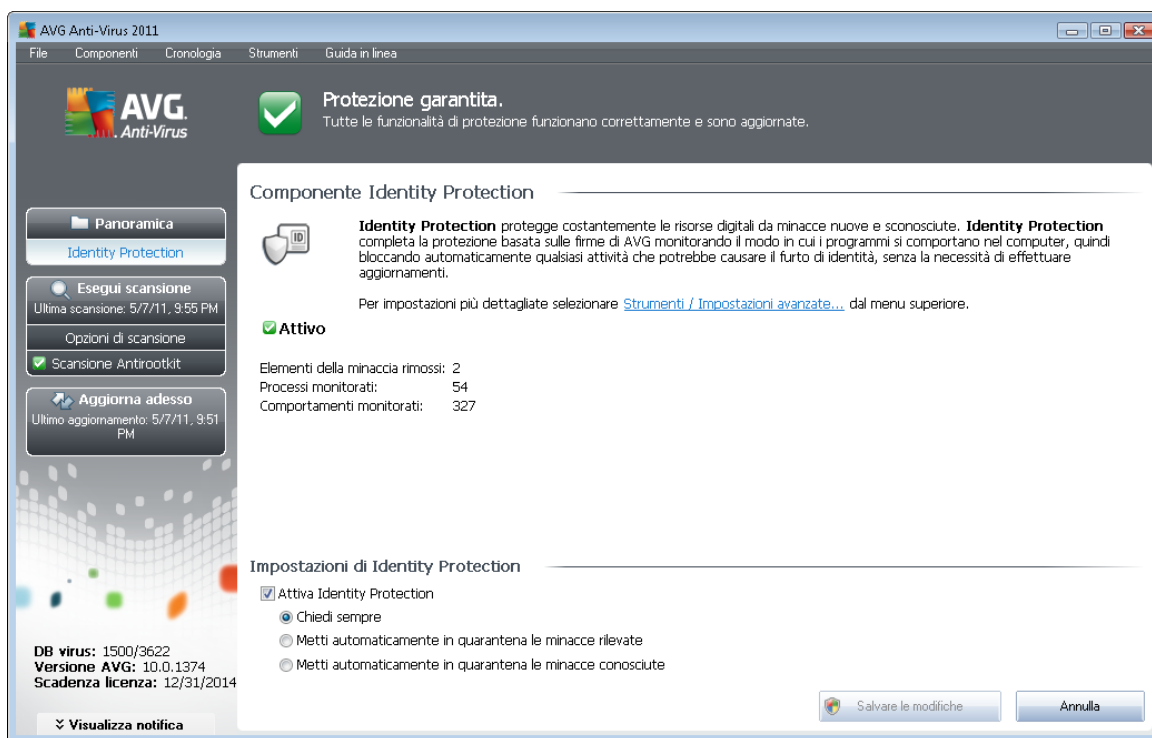 AVG Anti-Virus 2011
File Componenti Cronologia Strumenti Guida in linea
AVG.
Anti-Virus
Protezione garantita.
Tutte le funzionalità di protezione funzionano correttamente e sono aggiornate.
Panoramica
Identity Protection
Esegui scansione
Ultima scansione: 5/7/11, 9:55 PM
Opzioni di scansione
Scansione Antirootkit
Aggiorna adesso
Ultimo aggiornamento: 5/7/11, 9:51
PM
DB virus: 1500/3622
Versione AVG: 10.0.1374
Scadenza licenza: 12/31/2014
Visualizza notifica
Componente Identity Protection
ID
Identity Protection protegge costantemente le risorse digitali da minacce nuove e sconosciute. Identity Protection
completa la protezione basata sulle firme di AVG monitorando il modo in cui i programmi si comportano nel computer, quindi
bloccando automaticamente qualsiasi attività che potrebbe causare il furto di identità, senza la necessità di effettuare
aggiornamenti.
Per impostazioni più dettagliate selezionare Strumenti / Impostazioni avanzate... dal menu superiore.
Attivo
Elementi della minaccia rimossi: 2
Processi monitorati: 54
Comportamenti monitorati: 327
Impostazioni di Identity Protection
Attiva Identity Protection
Chiedi sempre
Metti automaticamente in quarantena le minacce rilevate
Metti automaticamente in quarantena le minacce conosciute
Salvare le modifiche
Annulla